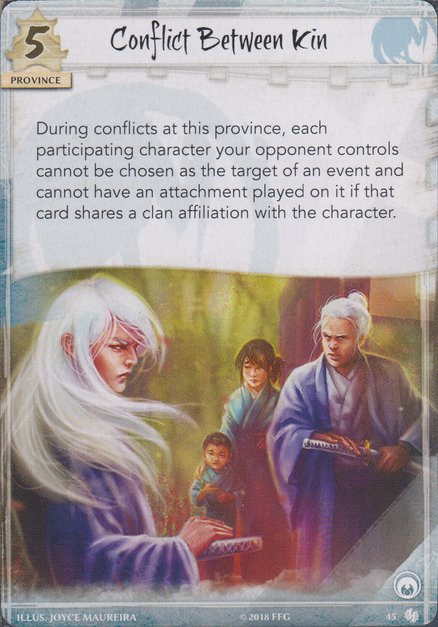 5
Conflict Between Kin
PROVINCE
During conflicts at this province, each
participating character your opponent controls
cannot be chosen as the target of an event and
cannot have an attachment played on it if that
card shares a clan affiliation with the character.
ILLUS. JOYCE MAUREIRA © 2018 FFG 45